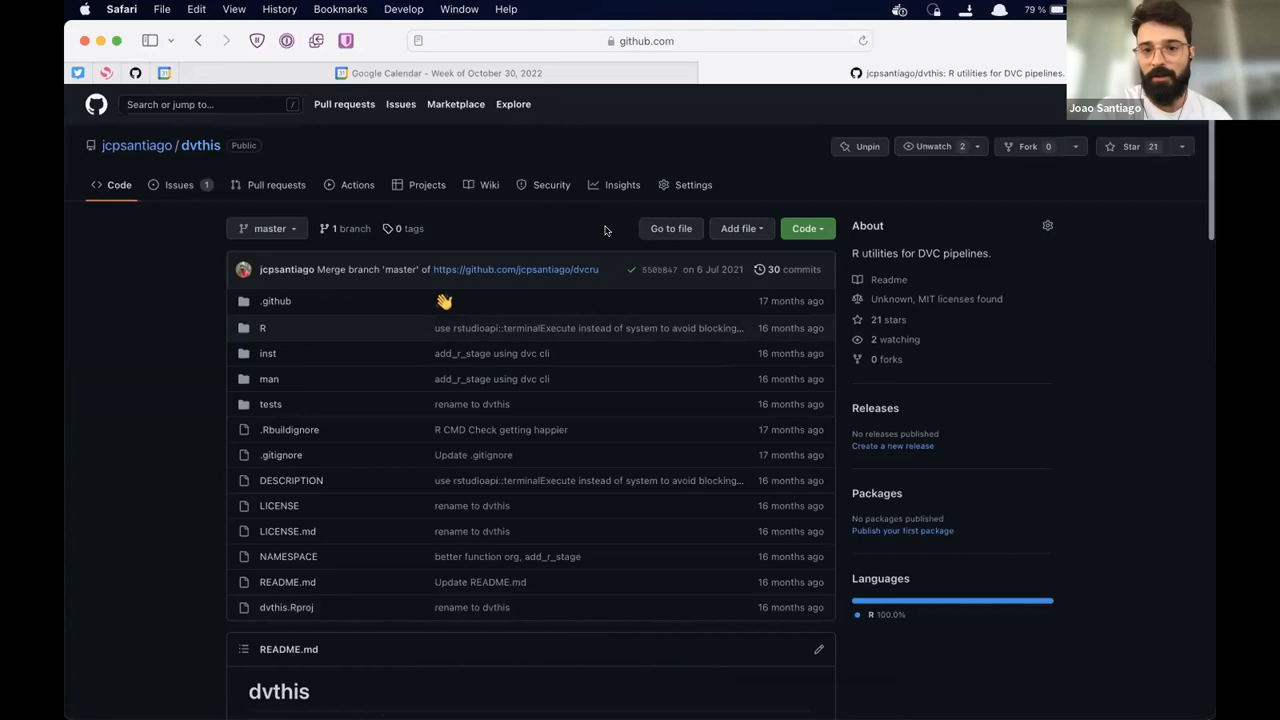 Safari File Edit View History Bookmarks Develop Window Help 79 %
github.com
Google Calendar - Week of October 30, 2022
jcpsantiago/dvthis: R utilities for DVC pipelines.
Joao Santiago
Search or jump to... / Pull requests Issues Marketplace Explore
jcpsantiago / dvthis Public
Unpin Unwatch 2 Fork 0 Star 21
Code Issues 1 Pull requests Actions Projects Wiki Security Insights Settings
master 1 branch 0 tags Go to file Add file Code
jcpsantiago Merge branch 'master' of https://github.com/jcpsantiago/dvcru 550b847 on 6 Jul 2021 30 commits
.github 17 months ago
R use rstudioapi::terminalExecute instead of system to avoid blocking... 16 months ago
inst add_r_stage using dvc cli 16 months ago
man add_r_stage using dvc cli 16 months ago
tests rename to dvthis 16 months ago
.Rbuildignore R CMD Check getting happier 17 months ago
.gitignore Update .gitignore 17 months ago
DESCRIPTION use rstudioapi::terminalExecute instead of system to avoid blocking... 16 months ago
LICENSE rename to dvthis 16 months ago
LICENSE.md rename to dvthis 16 months ago
NAMESPACE better function org, add_r_stage 16 months ago
README.md Update README.md 16 months ago
dvthis.Rproj rename to dvthis 16 months ago
README.md
dvthis
About
R utilities for DVC pipelines.
Readme
Unknown, MIT licenses found
21 stars
2 watching
0 forks
Releases
No releases published
Create a new release
Packages
No packages published
Publish your first package
Languages
R 100.0%